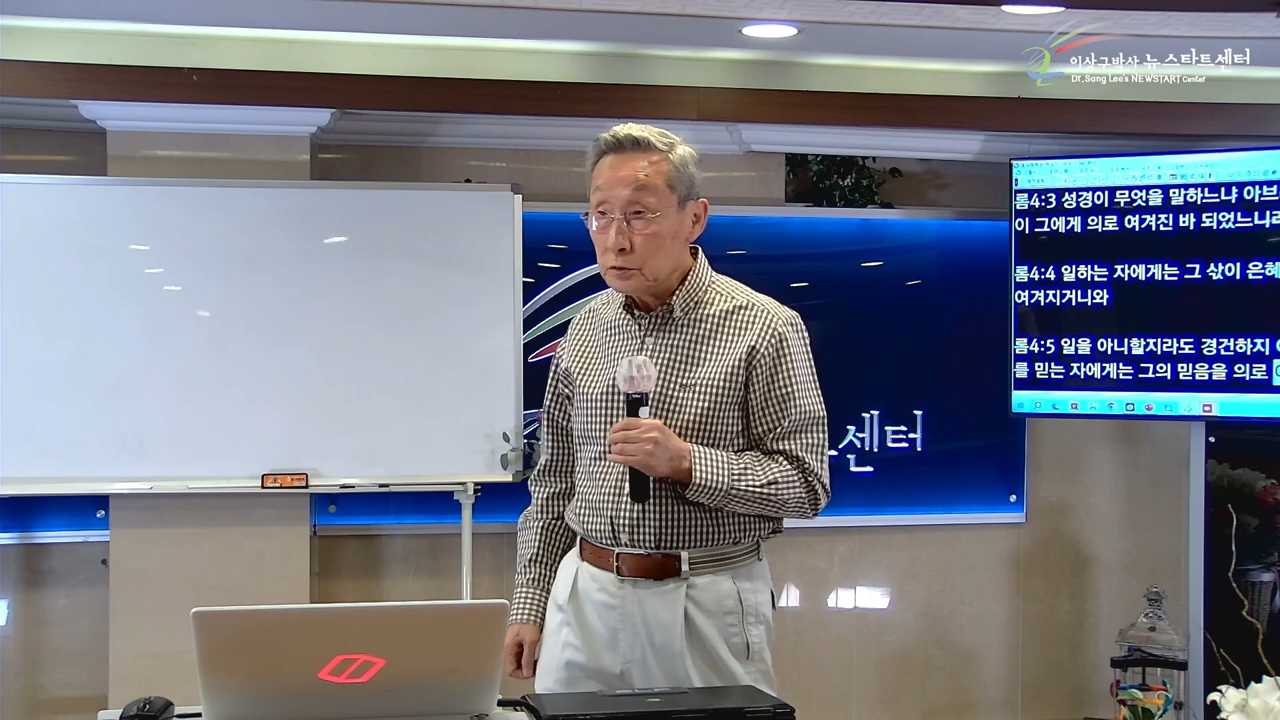 이상구박사 뉴스타트센터
Dr. Sang Lee's NEWSTART Center
롬4:3 성경이 무엇을 말하느냐 아브
이 그에게 의로 여겨진 바 되었느니라
롬4:4 일하는 자에게는 그 삯이 은혜
여겨지거니와
롬4:5 일을 아니할지라도 경건하지
를 믿는 자에게는 그의 믿음을 의로
센터